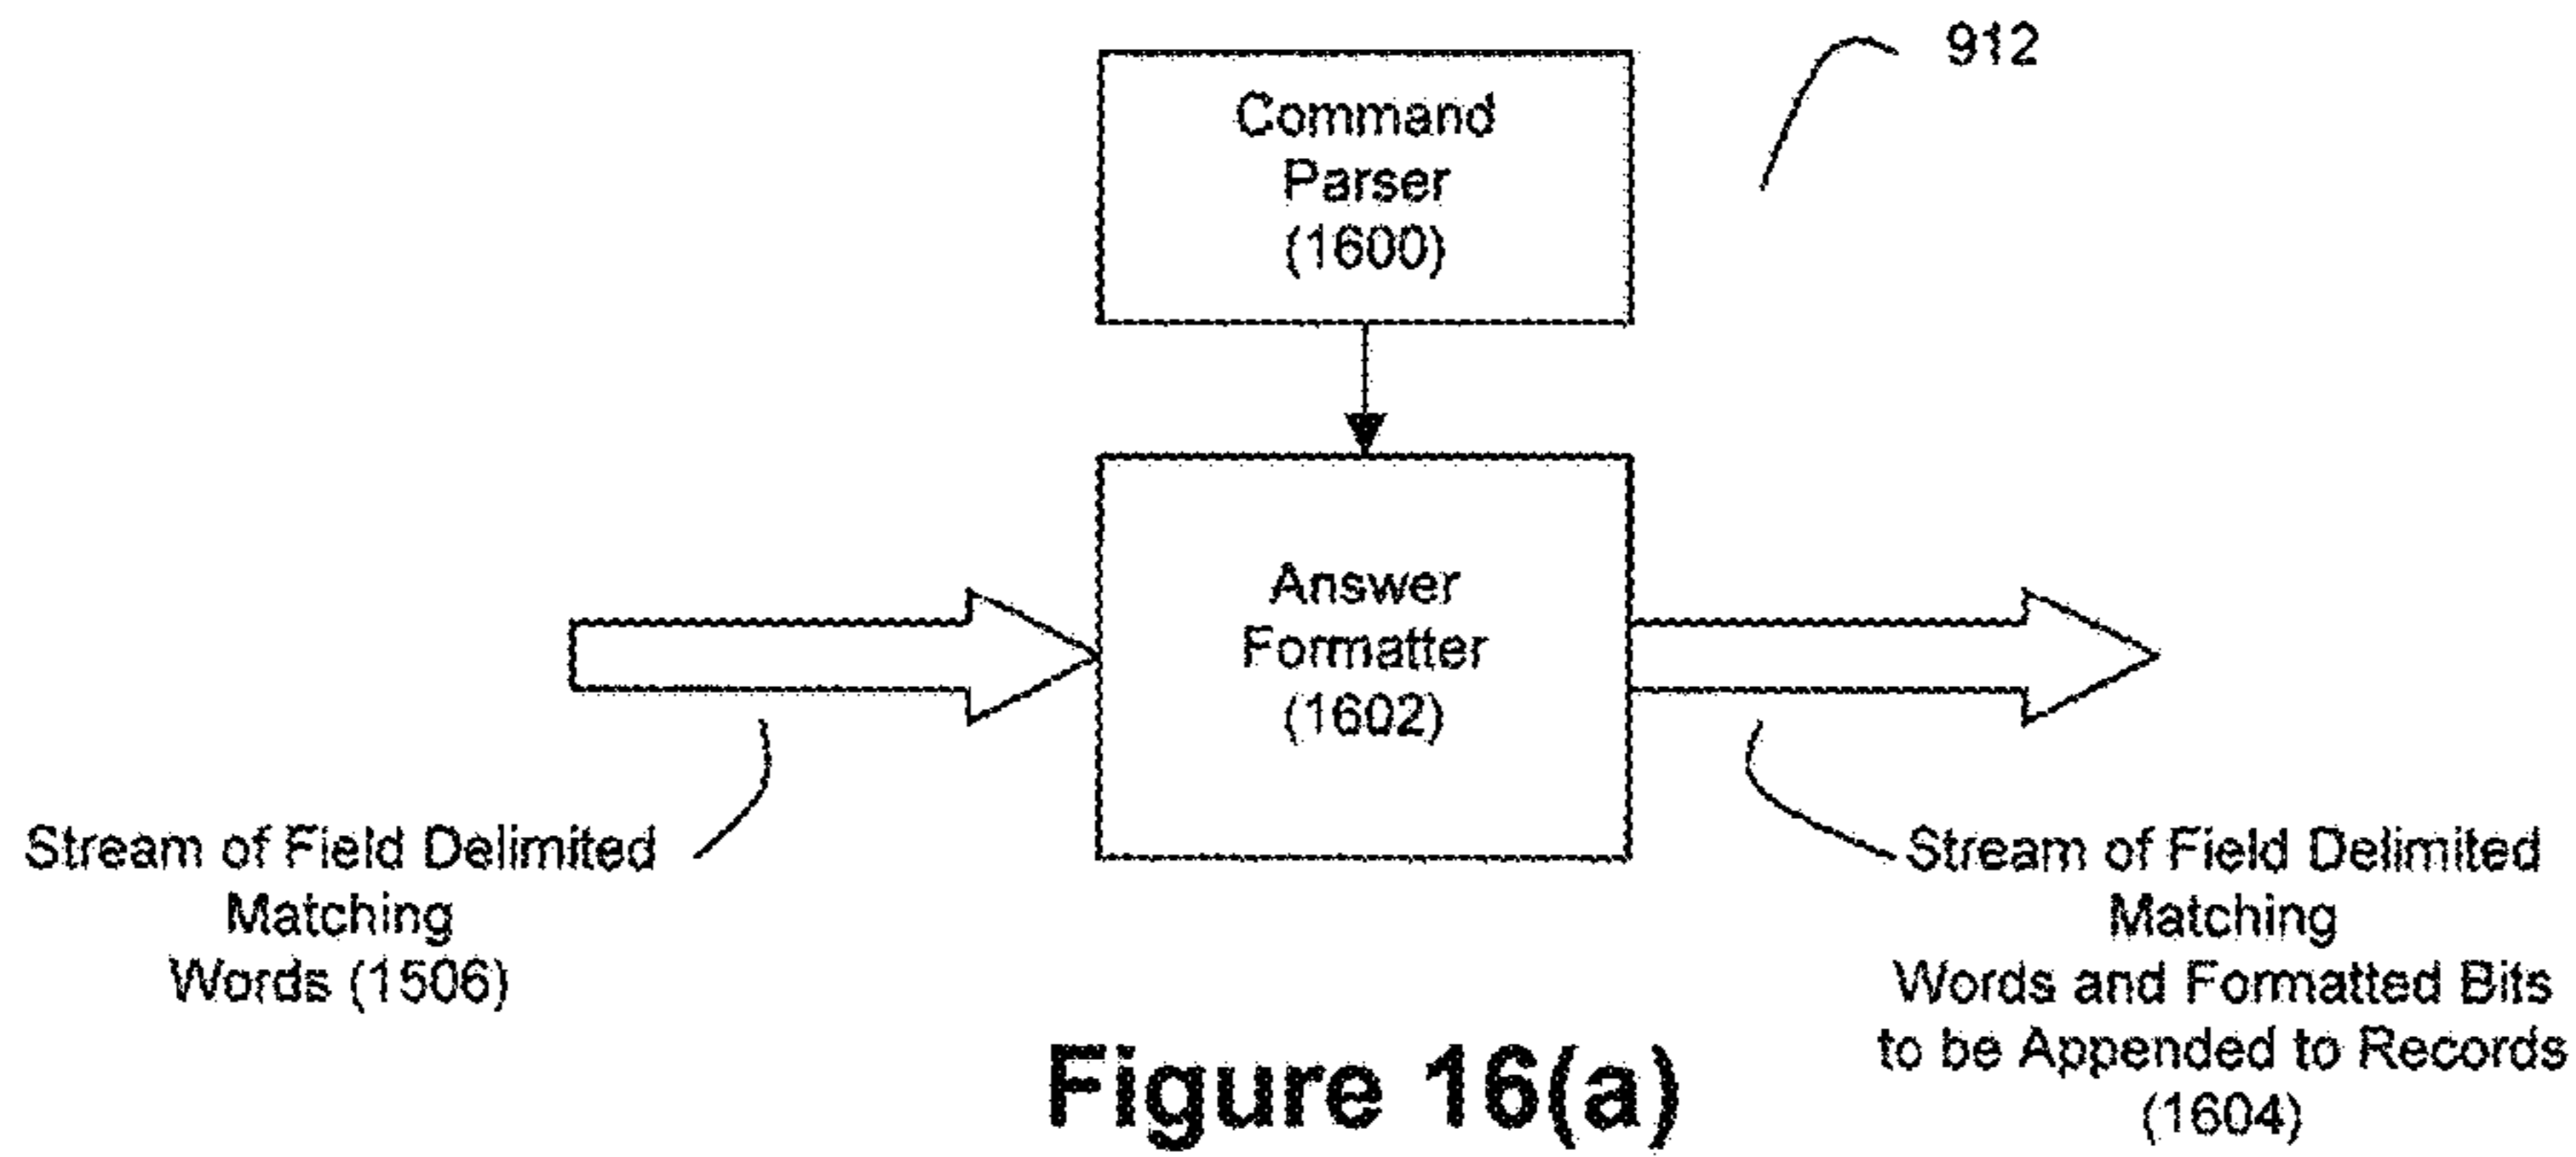 912
Command
Parser
(1600)
Answer
Formatter
(1602)
Stream of Field Delimited
Matching
Words (1506)
Stream of Field Delimited
Matching
Words and Formatted Bits
to be Appended to Records
(1604)
Figure 16(a)